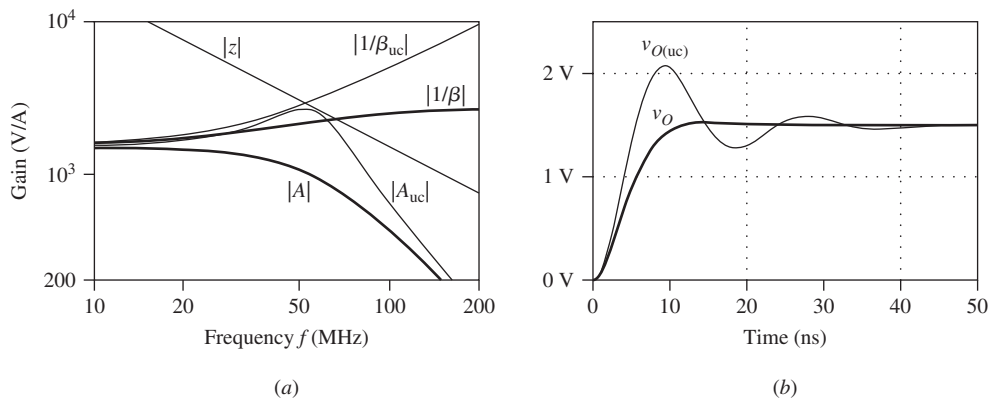 10⁴
10³
200
Gain (V/A)
|z|
|1/β_uc|
|1/β|
|A|
|A_uc|
10 20 50 100 200
Frequency f (MHz)
(a)
2 V
1 V
0 V
v_O(uc)
v_O
0 10 20 30 40 50
Time (ns)
(b)